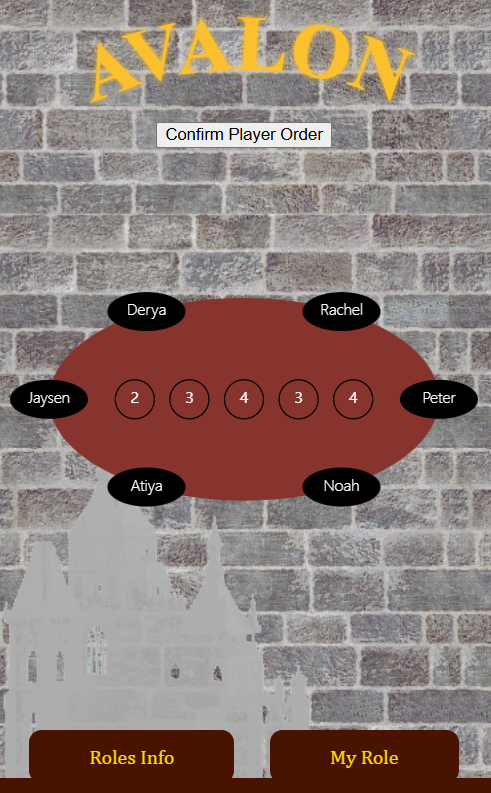 AVALON
Confirm Player Order
Derya Rachel
Jaysen 2 3 4 3 4 Peter
Atiya Noah
Roles Info My Role